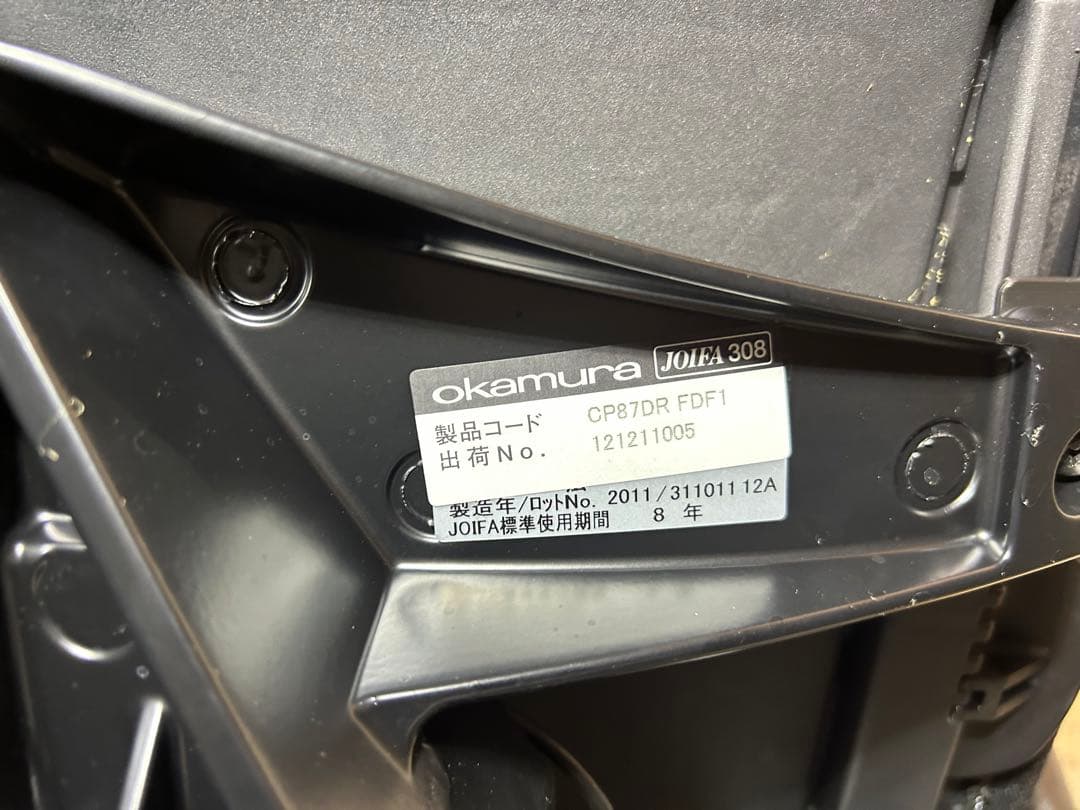 okamura JOIFA 308
製品コード CP87DR FDF1
出荷No. 121211005
製造年/ロットNo. 2011/31101112A
JOIFA標準使用期間 8 年